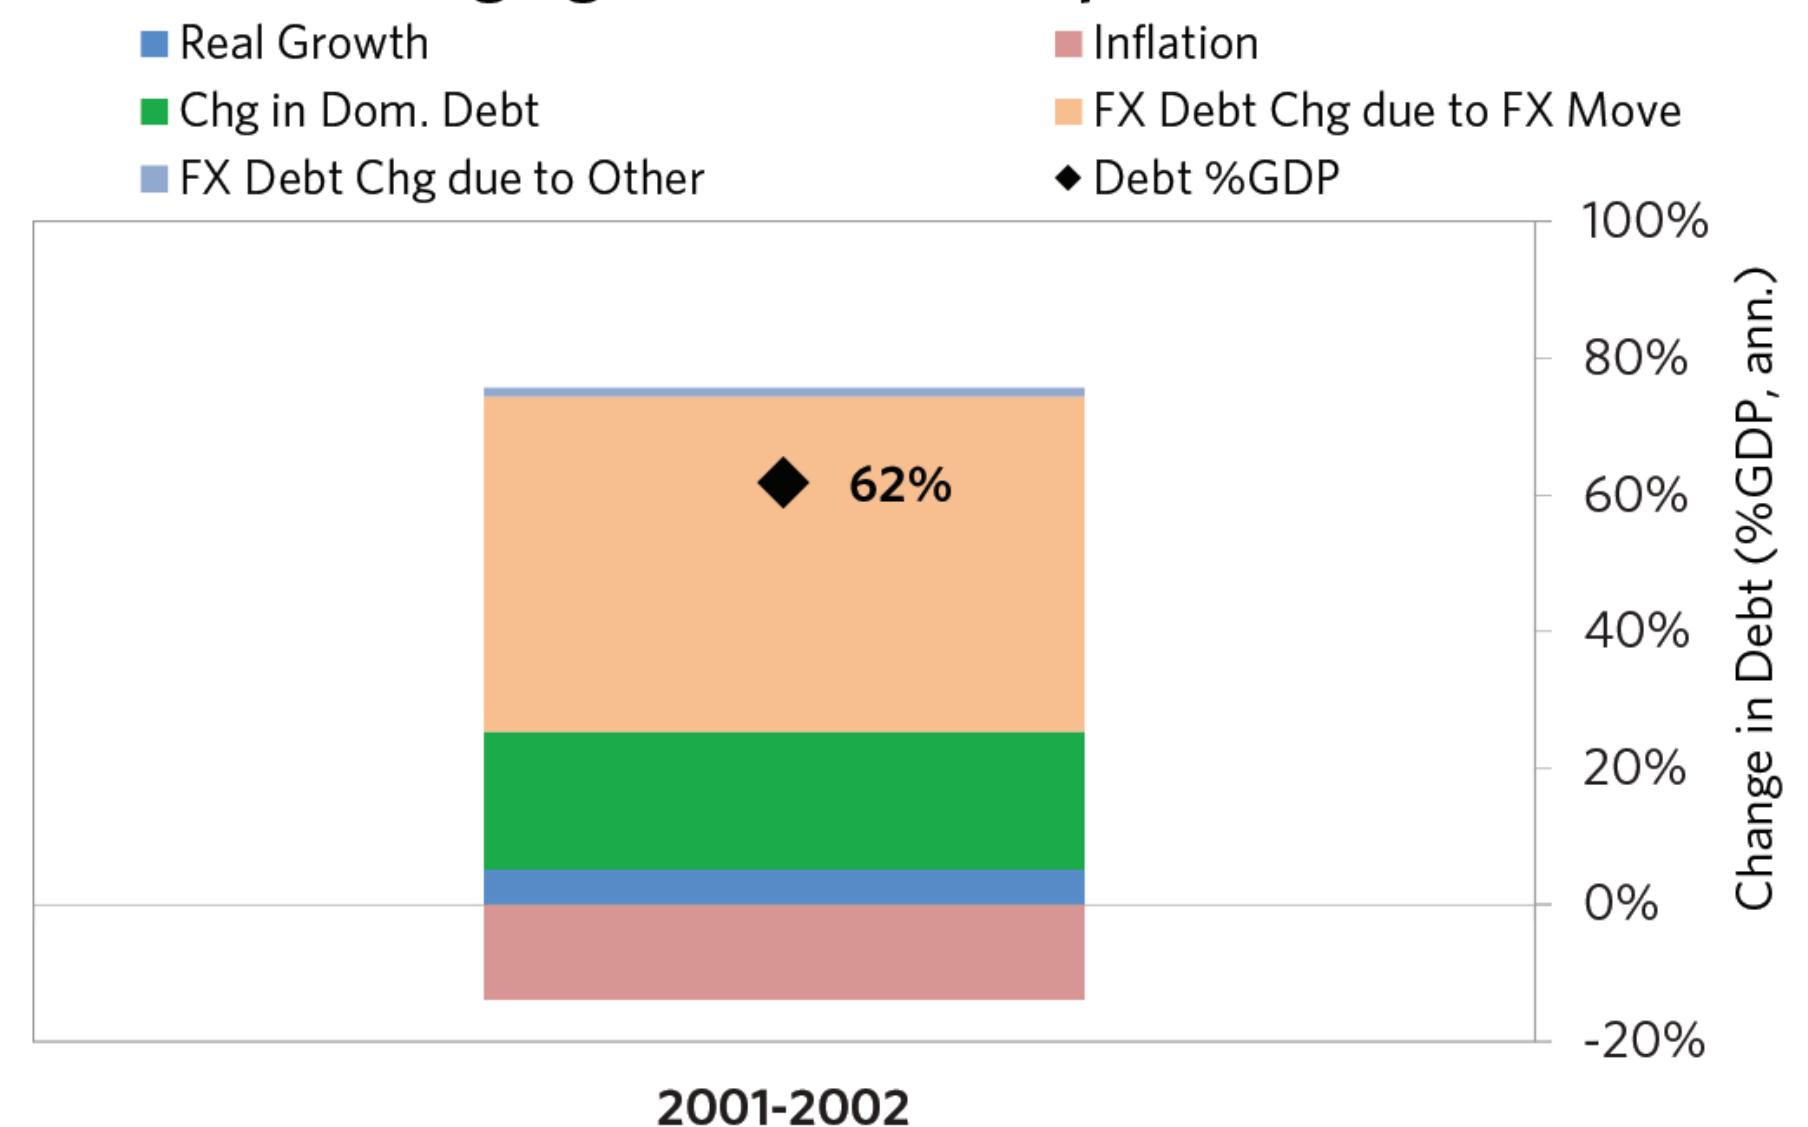 Real Growth
Inflation
Chg in Dom. Debt
FX Debt Chg due to FX Move
FX Debt Chg due to Other
Debt %GDP
100%
80%
60%
40%
20%
0%
-20%
Change in Debt (%GDP, ann.)
62%
2001-2002